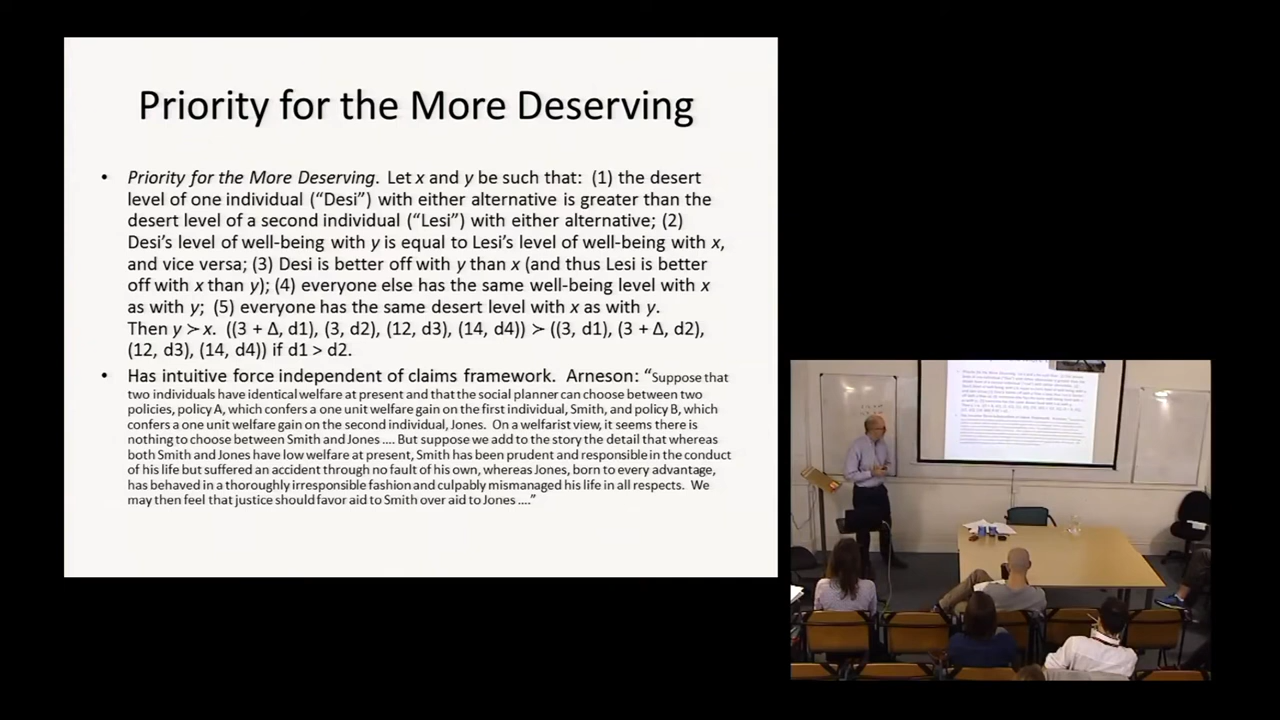 Priority for the More Deserving
• Priority for the More Deserving. Let x and y be such that: (1) the desert
level of one individual (“Desi”) with either alternative is greater than the
desert level of a second individual (“Lesi”) with either alternative; (2)
Desi’s level of well-being with y is equal to Lesi’s level of well-being with x,
and vice versa; (3) Desi is better off with y than x (and thus Lesi is better
off with x than y); (4) everyone else has the same well-being level with x
as with y; (5) everyone has the same desert level with x as with y.
Then y ≻ x. ((3 + Δ, d1), (3, d2), (12, d3), (14, d4)) ≻ ((3, d1), (3 + Δ, d2),
(12, d3), (14, d4)) if d1 > d2.
• Has intuitive force independent of claims framework. Arneson: “Suppose that
two individuals have identical welfare at present and that the social planner can choose between two
policies, policy A, which confers a one unit welfare gain on the first individual, Smith, and policy B, which
confers a one unit welfare gain on the second individual, Jones. On a welfarist view, it seems there is
nothing to choose between Smith and Jones .... But suppose we add to the story the detail that whereas
both Smith and Jones have low welfare at present, Smith has been prudent and responsible in the conduct
of his life but suffered an accident through no fault of his own, whereas Jones, born to every advantage,
has behaved in a thoroughly irresponsible fashion and culpably mismanaged his life in all respects. We
may then feel that justice should favor aid to Smith over aid to Jones ....”